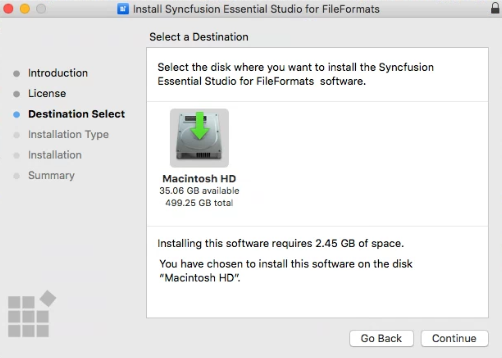 Install Syncfusion Essential Studio for FileFormats
Select a Destination
Introduction
License
Destination Select
Installation Type
Installation
Summary
Select the disk where you want to install the Syncfusion
Essential Studio for FileFormats software.
Macintosh HD
35.06 GB available
499.25 GB total
Installing this software requires 2.45 GB of space.
You have chosen to install this software on the disk
“Macintosh HD”.
Go Back
Continue